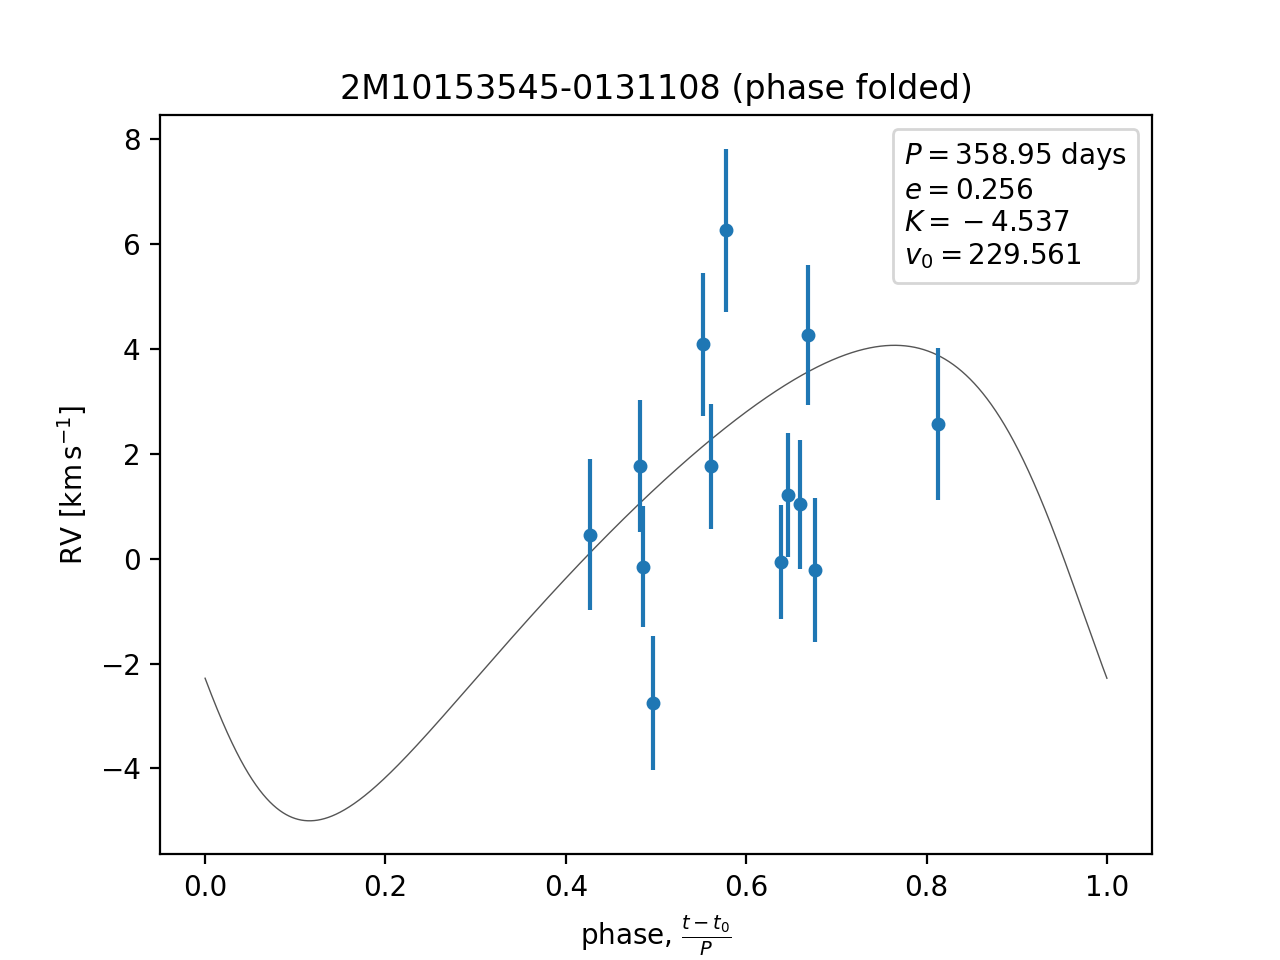 2M10153545-0131108 (phase folded)
P = 358.95 days
e = 0.256
K = −4.537
v₀ = 229.561
8
6
4
2
0
−2
−4
RV [km s⁻¹]
0.0 0.2 0.4 0.6 0.8 1.0
phase, (t − t₀)/P